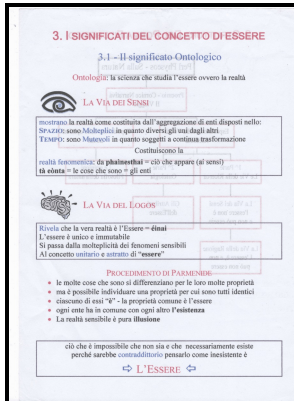 3. I SIGNIFICATI DEL CONCETTO DI ESSERE
3.1 - Il significato Ontologico
Ontologia: la scienza che studia l'essere ovvero la realtà
LA VIA DEI SENSI
mostrano la realtà come costituita dall'aggregazione di enti disposti nello:
SPAZIO: sono Molteplici in quanto diversi gli uni dagli altri
TEMPO: sono Mutevoli in quanto soggetti a continua trasformazione
Costituiscono la
realtà fenomenica: da phainesthai = ciò che appare (ai sensi)
tà eònta = le cose che sono = gli enti
LA VIA DEL LOGOS
Rivela che la vera realtà è l'Essere = èinai
L'essere è unico e immutabile
Si passa dalla molteplicità dei fenomeni sensibili
Al concetto unitario e astratto di "essere"
PROCEDIMENTO DI PARMENIDE
le molte cose che sono si differenziano per le loro molte proprietà
ma è possibile individuare una proprietà per cui sono tutti identici
ciascuno di essi "è" - la proprietà comune è l'essere
ogni ente ha in comune con ogni altro l'esistenza
La realtà sensibile è pura illusione
ciò che è impossibile che non sia e che necessariamente esiste
perché sarebbe contraddittorio pensarlo come inesistente è
⇨ L'ESSERE ⇦